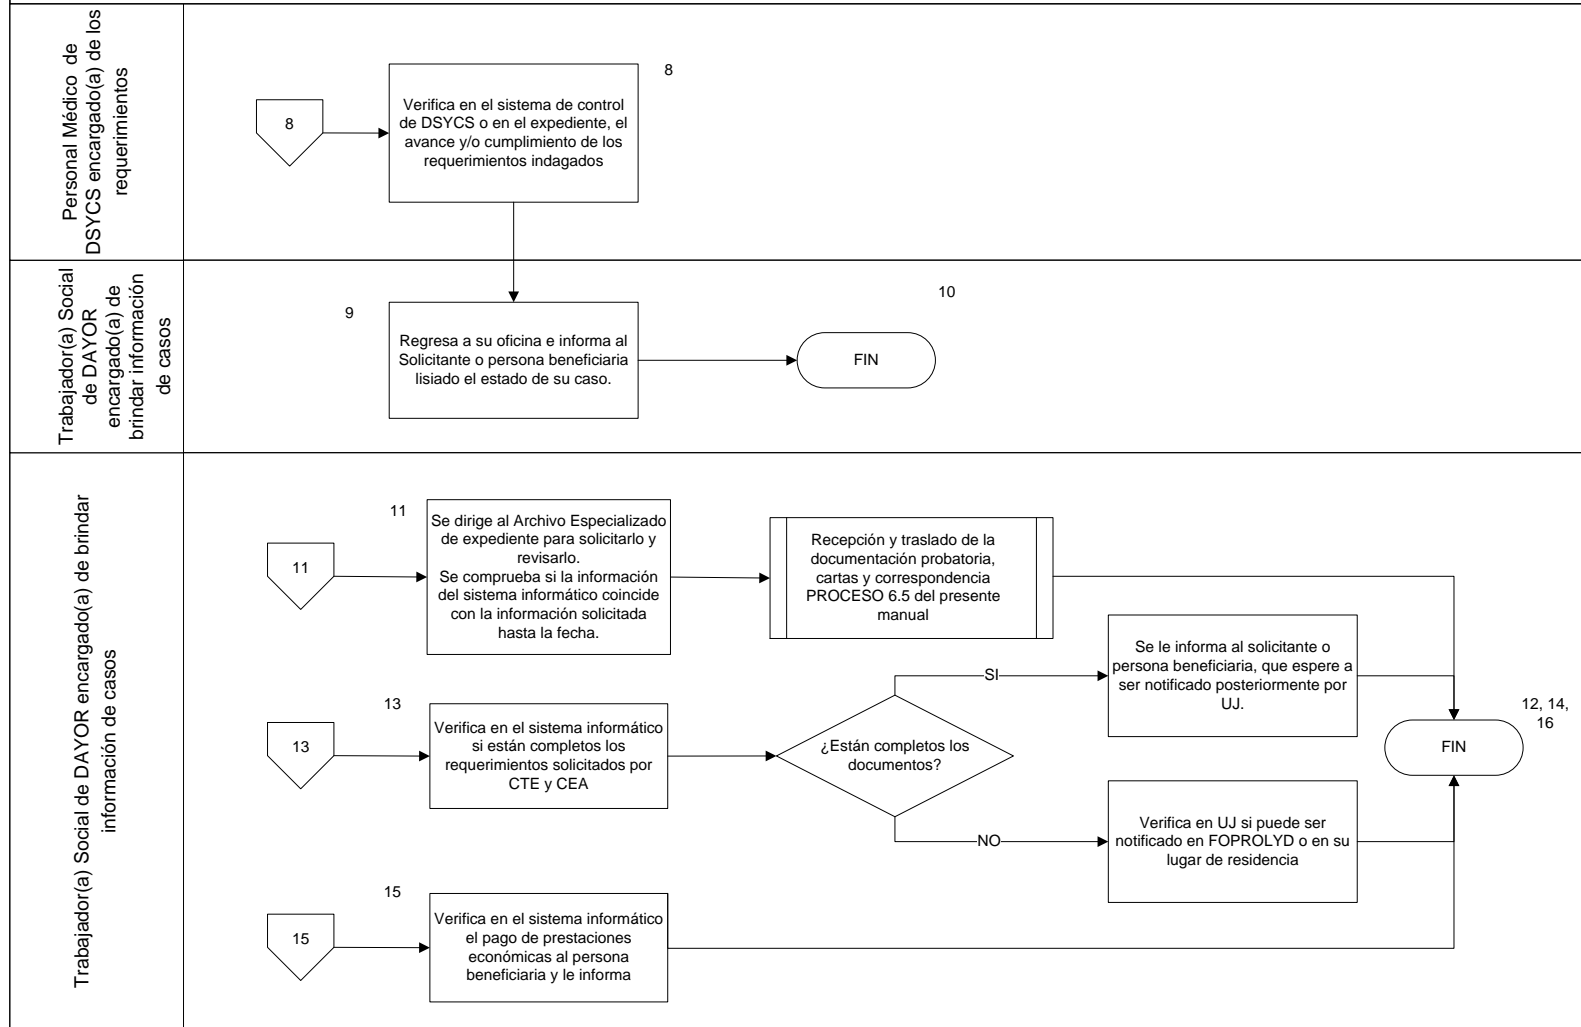 Personal Médico de
DSYCS encargado(a) de los
requerimientos
8
8
Verifica en el sistema de control
de DSYCS o en el expediente, el
avance y/o cumplimiento de los
requerimientos indagados
Trabajador(a) Social
de DAYOR
encargado(a) de
brindar información
de casos
9
Regresa a su oficina e informa al
Solicitante o persona beneficiaria
lisiado el estado de su caso.
10
FIN
Trabajador(a) Social de DAYOR encargado(a) de brindar
información de casos
11
11
Se dirige al Archivo Especializado
de expediente para solicitarlo y
revisarlo.
Se comprueba si la información
del sistema informático coincide
con la información solicitada
hasta la fecha.
Recepción y traslado de la
documentación probatoria,
cartas y correspondencia
PROCESO 6.5 del presente
manual
13
13
Verifica en el sistema informático
si están completos los
requerimientos solicitados por
CTE y CEA
¿Están completos los
documentos?
SI
Se le informa al solicitante o
persona beneficiaria, que espere a
ser notificado posteriormente por
UJ.
NO
Verifica en UJ si puede ser
notificado en FOPROLYD o en su
lugar de residencia
12, 14,
16
FIN
15
15
Verifica en el sistema informático
el pago de prestaciones
económicas al persona
beneficiaria y le informa